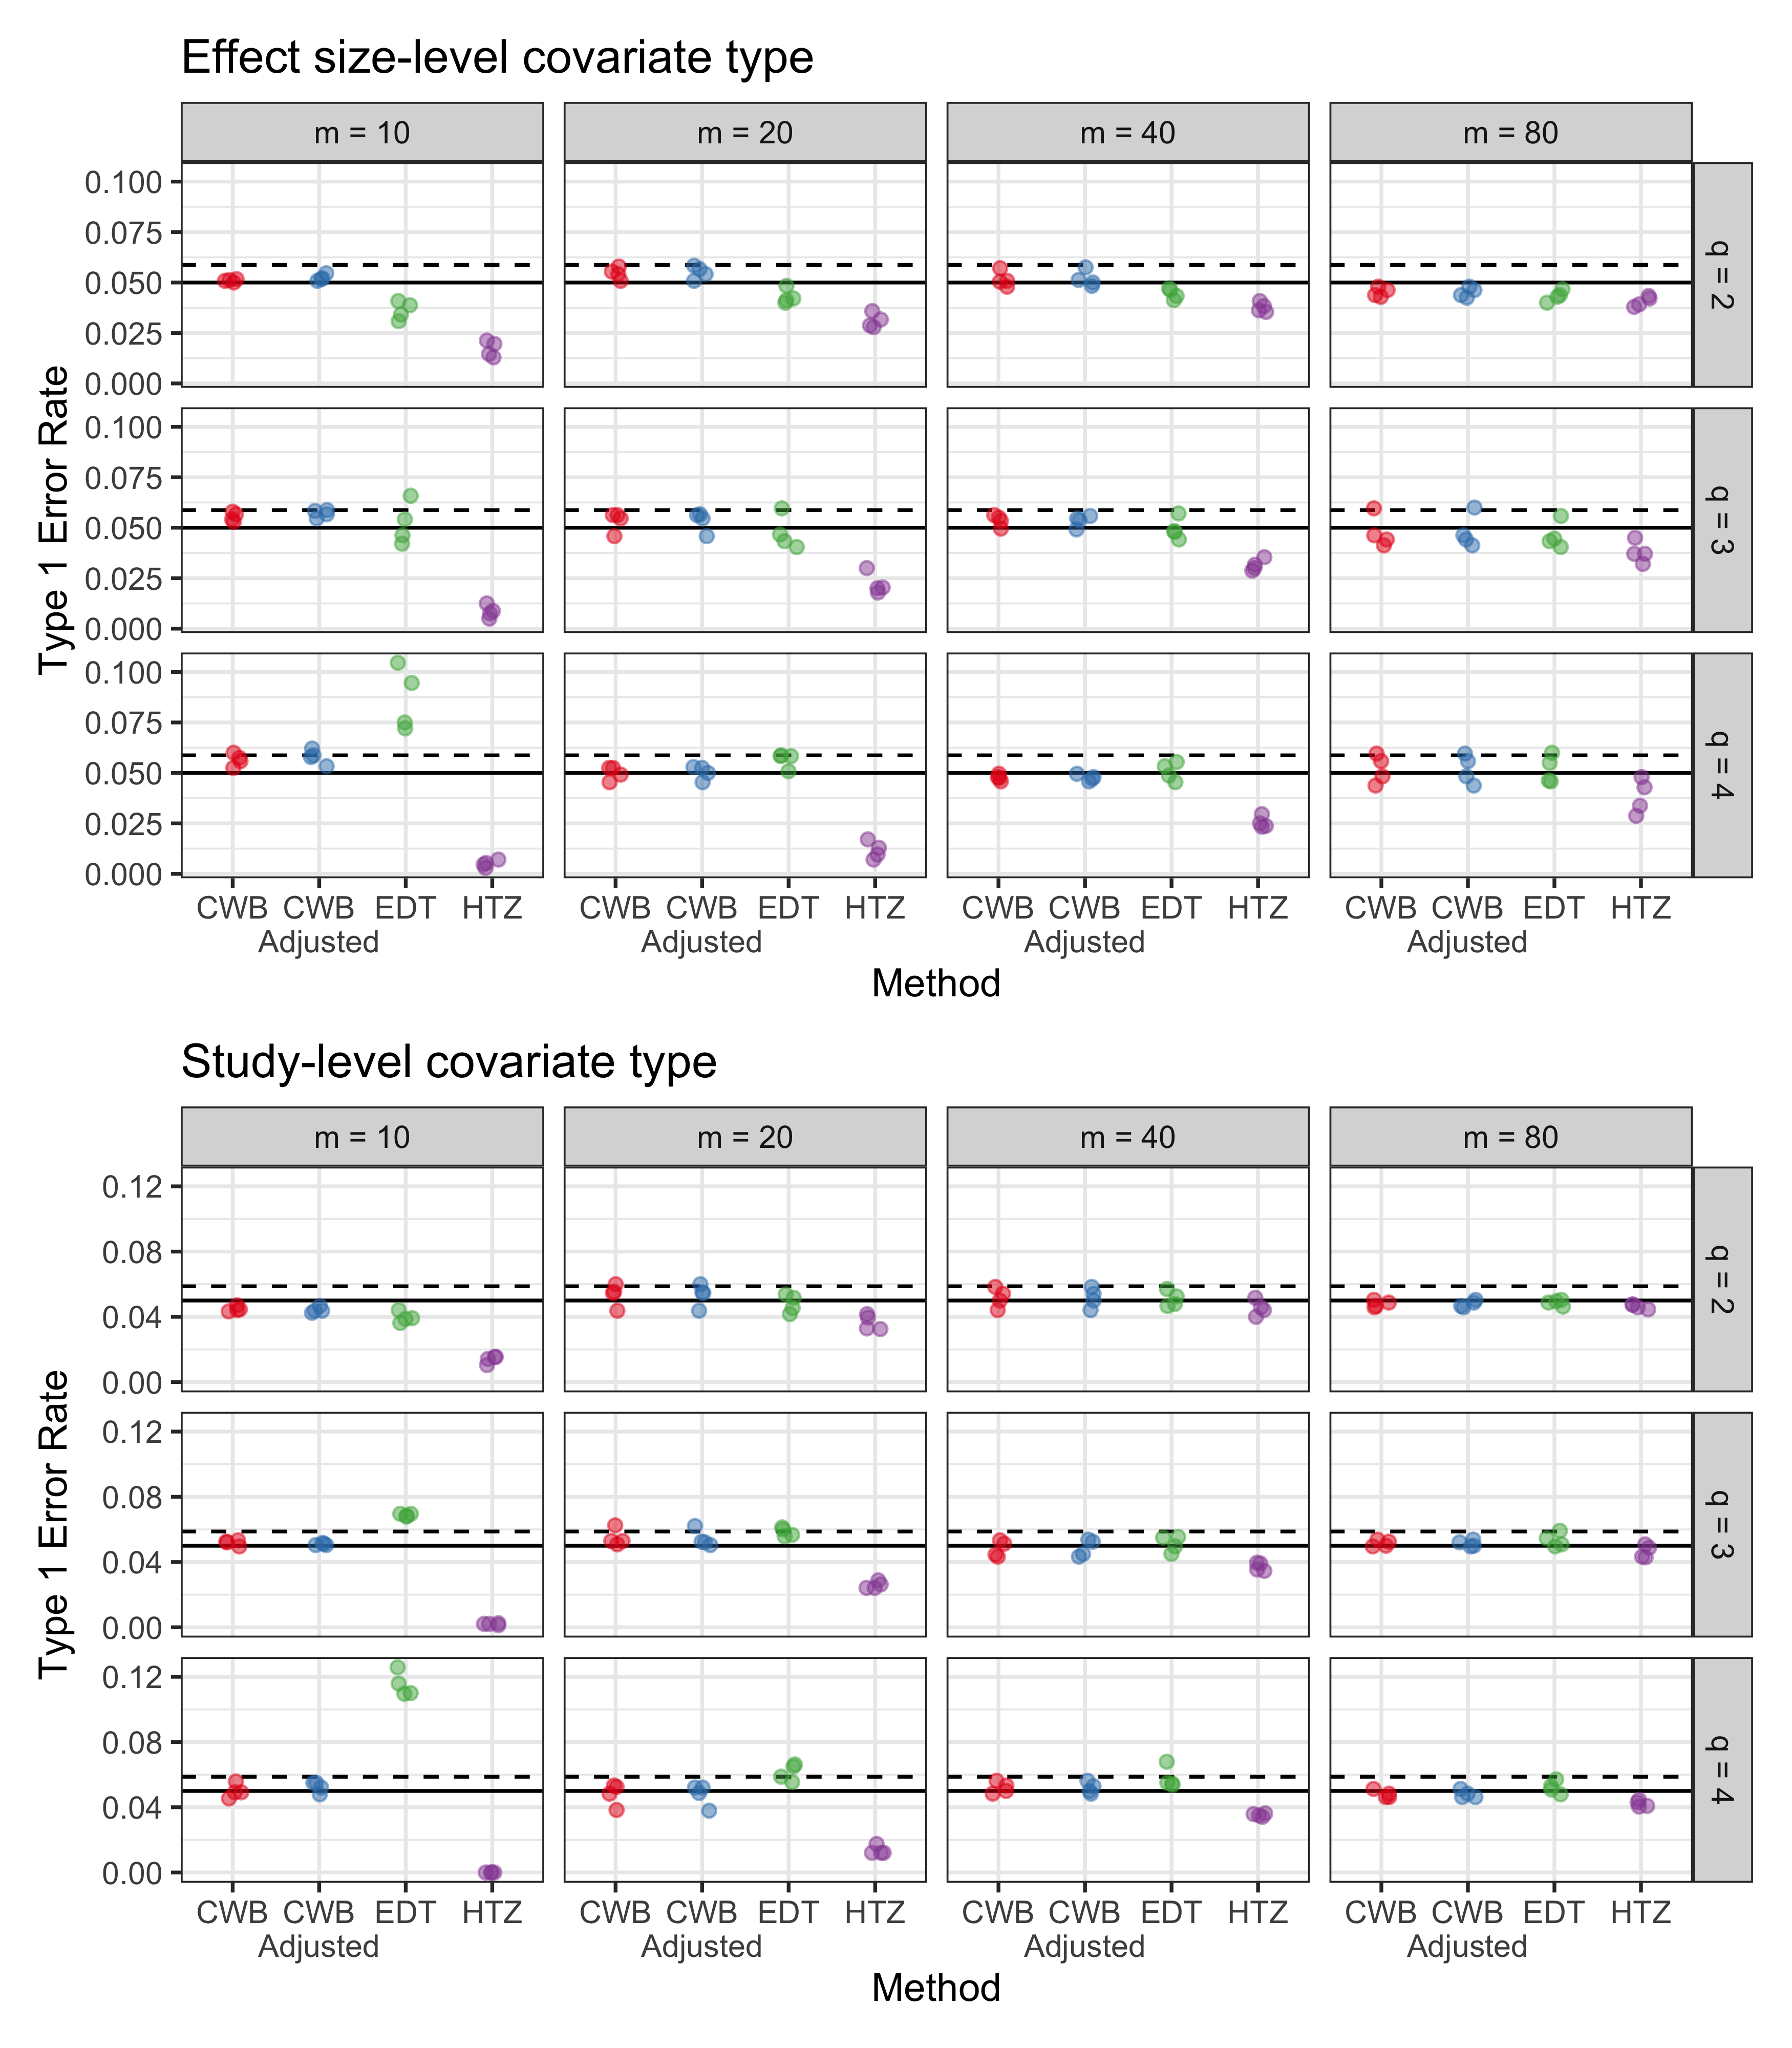 Effect size-level covariate type
m = 10 m = 20 m = 40 m = 80
Type 1 Error Rate
0.100
0.075
0.050
0.025
0.000
q = 2
0.100
0.075
0.050
0.025
0.000
q = 3
0.100
0.075
0.050
0.025
0.000
q = 4
CWB CWB EDT HTZ CWB CWB EDT HTZ CWB CWB EDT HTZ CWB CWB EDT HTZ
Adjusted Adjusted Adjusted Adjusted
Method
Study-level covariate type
m = 10 m = 20 m = 40 m = 80
Type 1 Error Rate
0.12
0.08
0.04
0.00
q = 2
0.12
0.08
0.04
0.00
q = 3
0.12
0.08
0.04
0.00
q = 4
CWB CWB EDT HTZ CWB CWB EDT HTZ CWB CWB EDT HTZ CWB CWB EDT HTZ
Adjusted Adjusted Adjusted Adjusted
Method